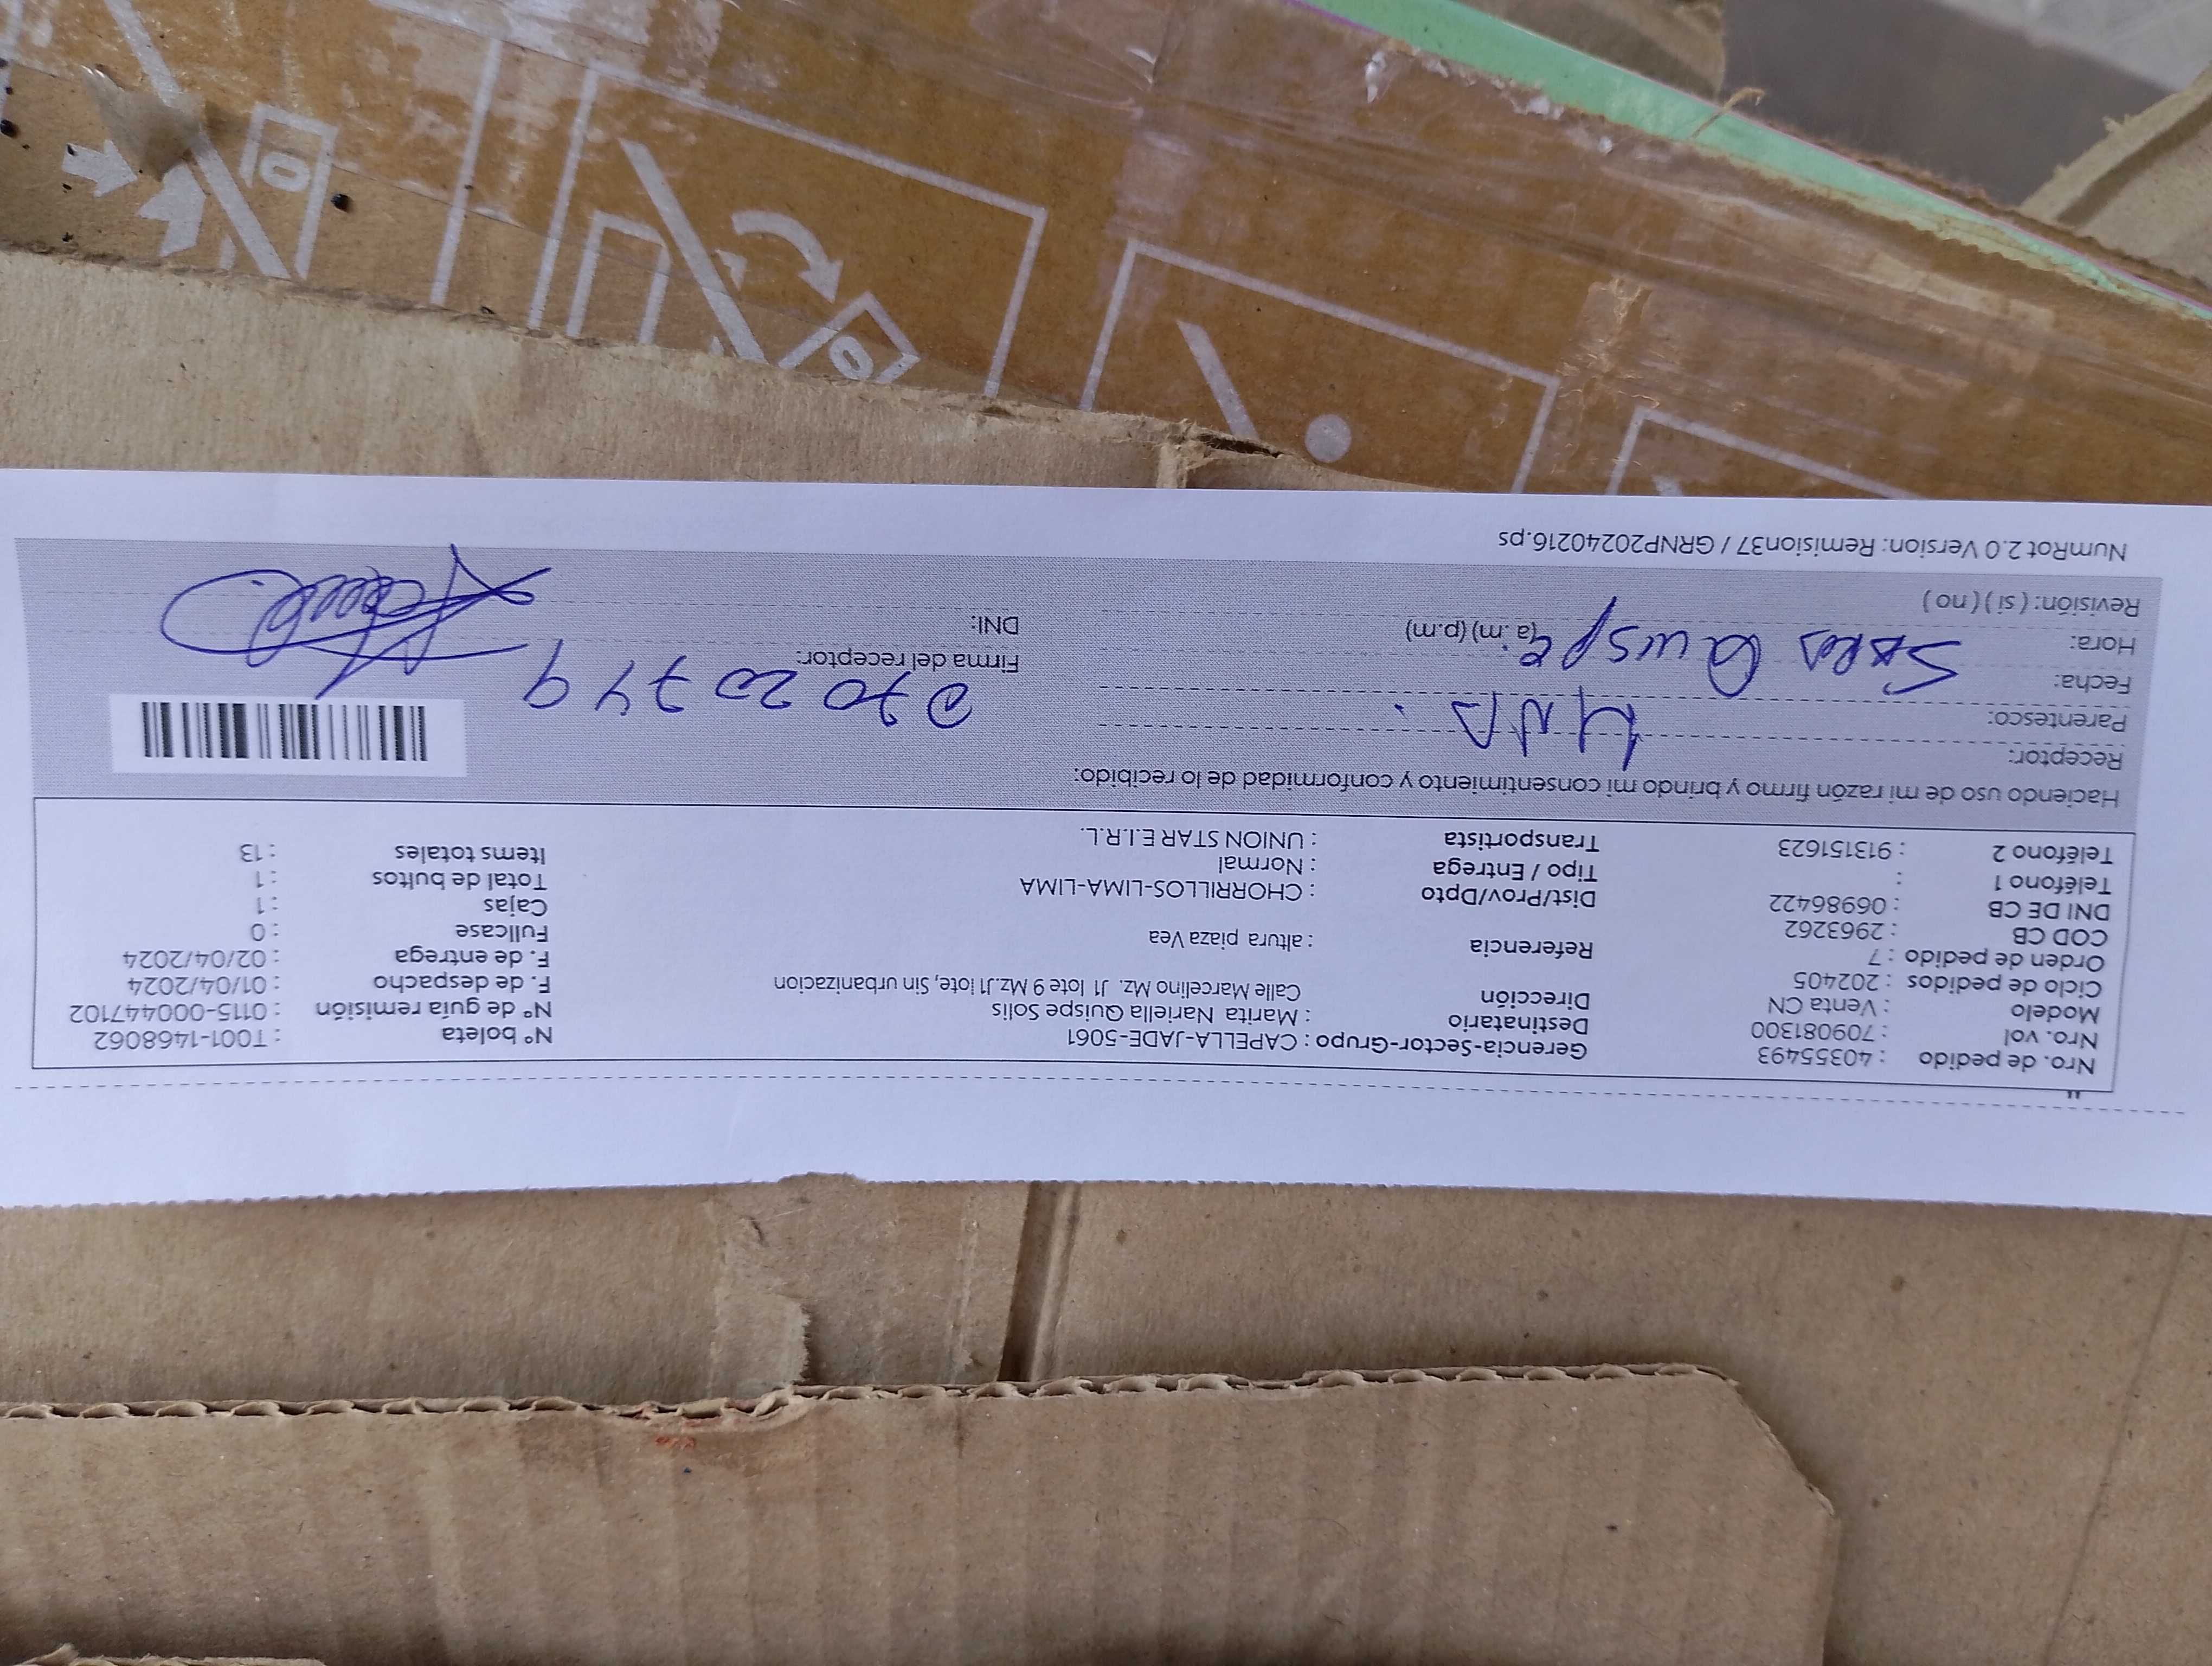 Nro. de pedido : 40355493
Nro. vol : 709081300
Modelo : Venta CN
Ciclo de pedidos : 202405
Orden de pedido : 7
COD CB : 2963262
DNI DE CB : 06986422
Teléfono 1 :
Teléfono 2 : 913151623
Gerencia-Sector-Grupo : CAPELLA-JADE-5061
Destinatario : Marita Nariella Quispe Solis
Dirección Calle Marcelino Mz. J1 lote 9 Mz.J1 lote, Sin urbanizacion
Referencia : altura plaza Vea
Dist/Prov/Dpto : CHORRILLOS-LIMA-LIMA
Tipo / Entrega : Normal
Transportista : UNION STAR E.I.R.L.
N° boleta : T001-1468062
N° de guía remisión : 0115-000447102
F. de despacho : 01/04/2024
F. de entrega : 02/04/2024
Fullcase : 0
Cajas : 1
Total de bultos : 1
Items totales : 13
Haciendo uso de mi razón firmo y brindo mi consentimiento y conformidad de lo recibido:
Receptor:
Parentesco:
Fecha:
Quispe
Hora: (a.m) (p.m)
Revisión: ( si ) ( no )
Firma del receptor:
DNI:
NumRot 2.0 Version: Remision37 / GRNP20240216.ps